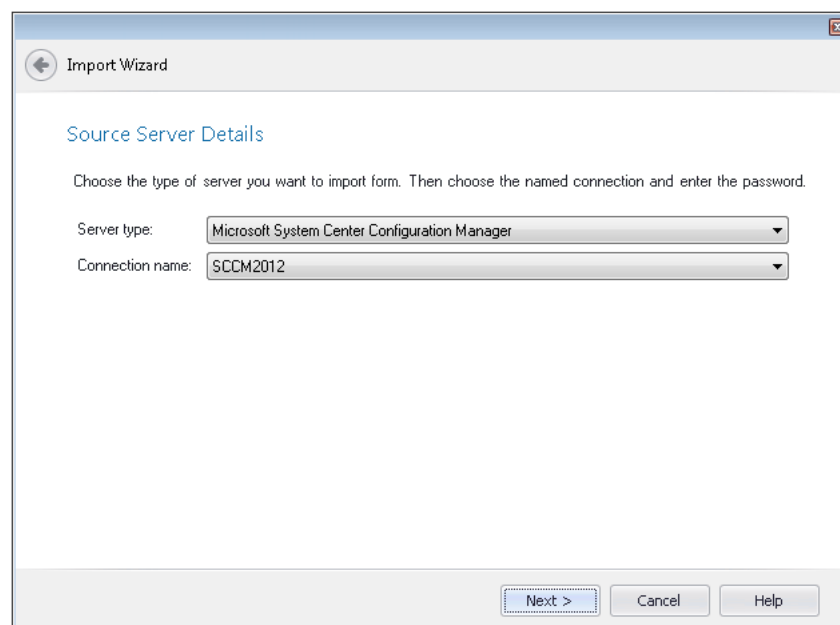 Import Wizard
Source Server Details
Choose the type of server you want to import form. Then choose the named connection and enter the password.
Server type: Microsoft System Center Configuration Manager
Connection name: SCCM2012
Next > Cancel Help